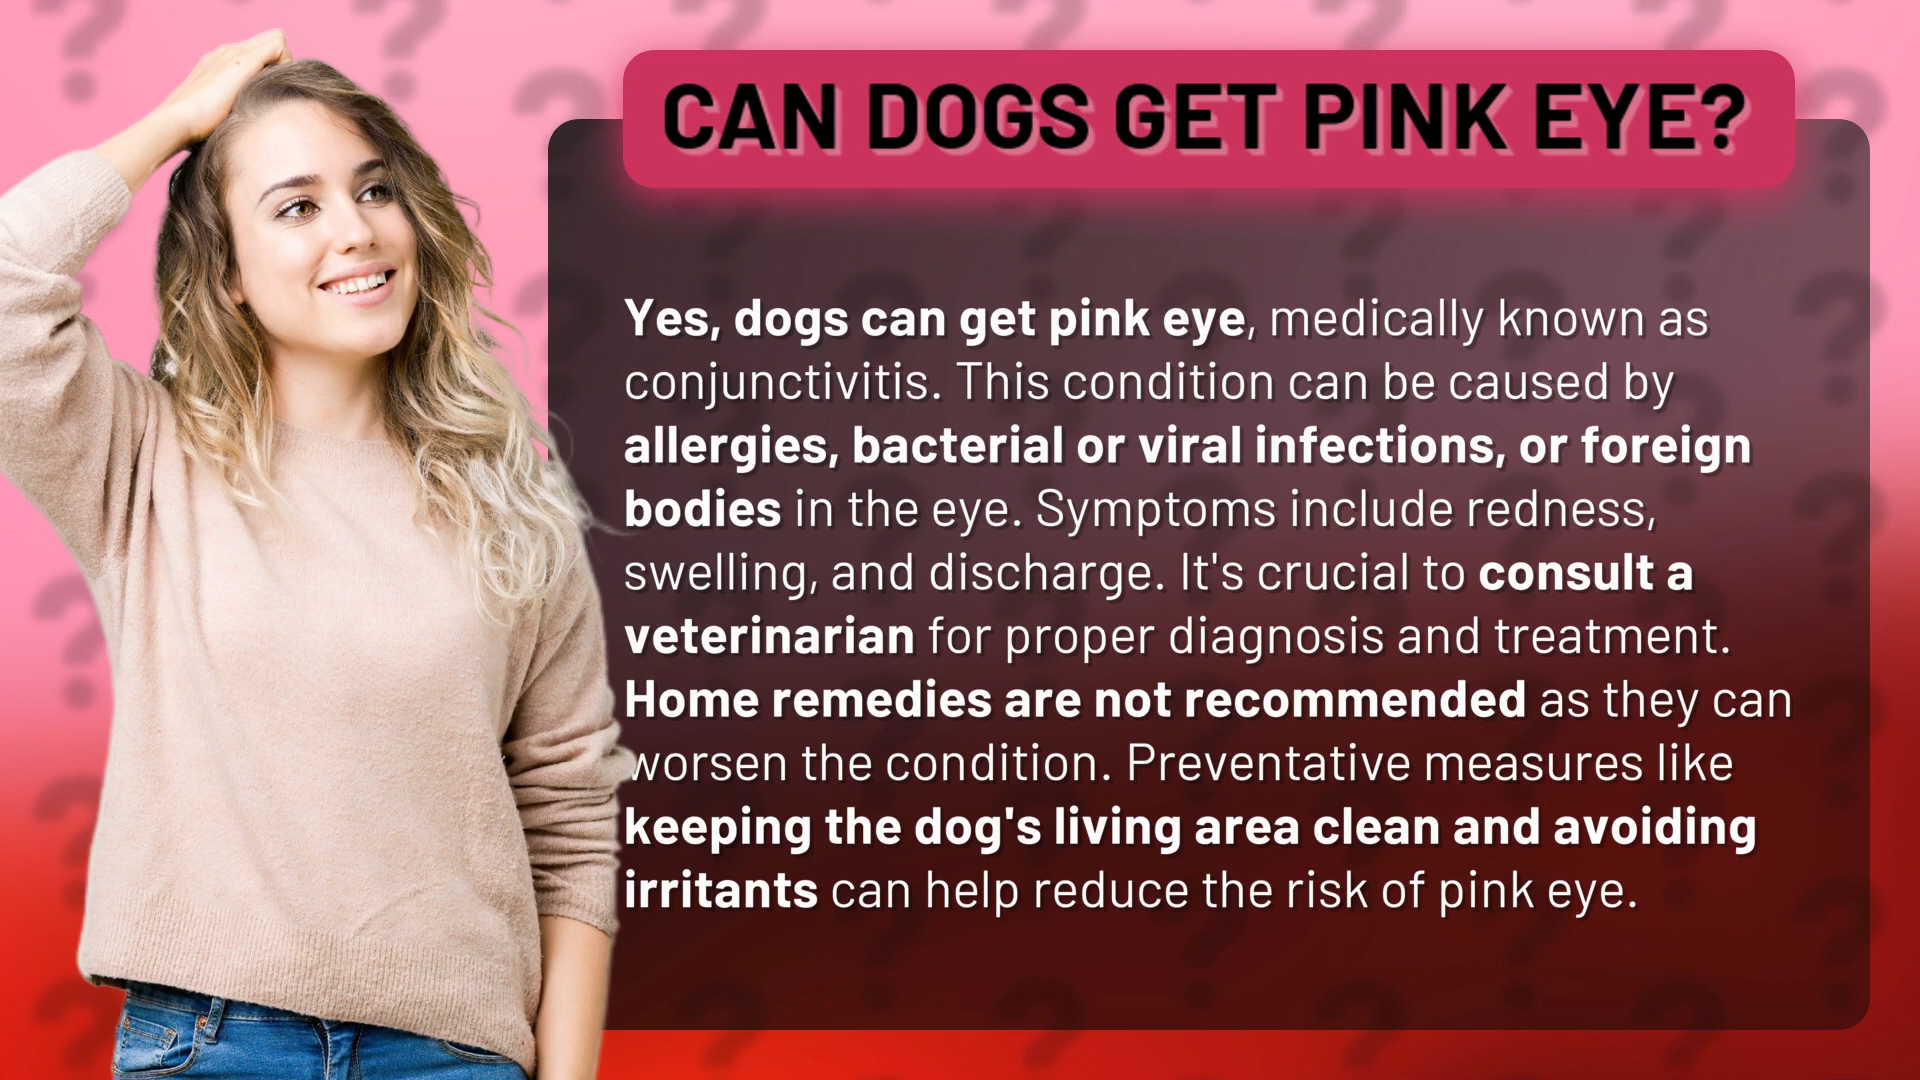 CAN DOGS GET PINK EYE?
Yes, dogs can get pink eye, medically known as
conjunctivitis. This condition can be caused by
allergies, bacterial or viral infections, or foreign
bodies in the eye. Symptoms include redness,
swelling, and discharge. It's crucial to consult a
veterinarian for proper diagnosis and treatment.
Home remedies are not recommended as they can
worsen the condition. Preventative measures like
keeping the dog's living area clean and avoiding
irritants can help reduce the risk of pink eye.